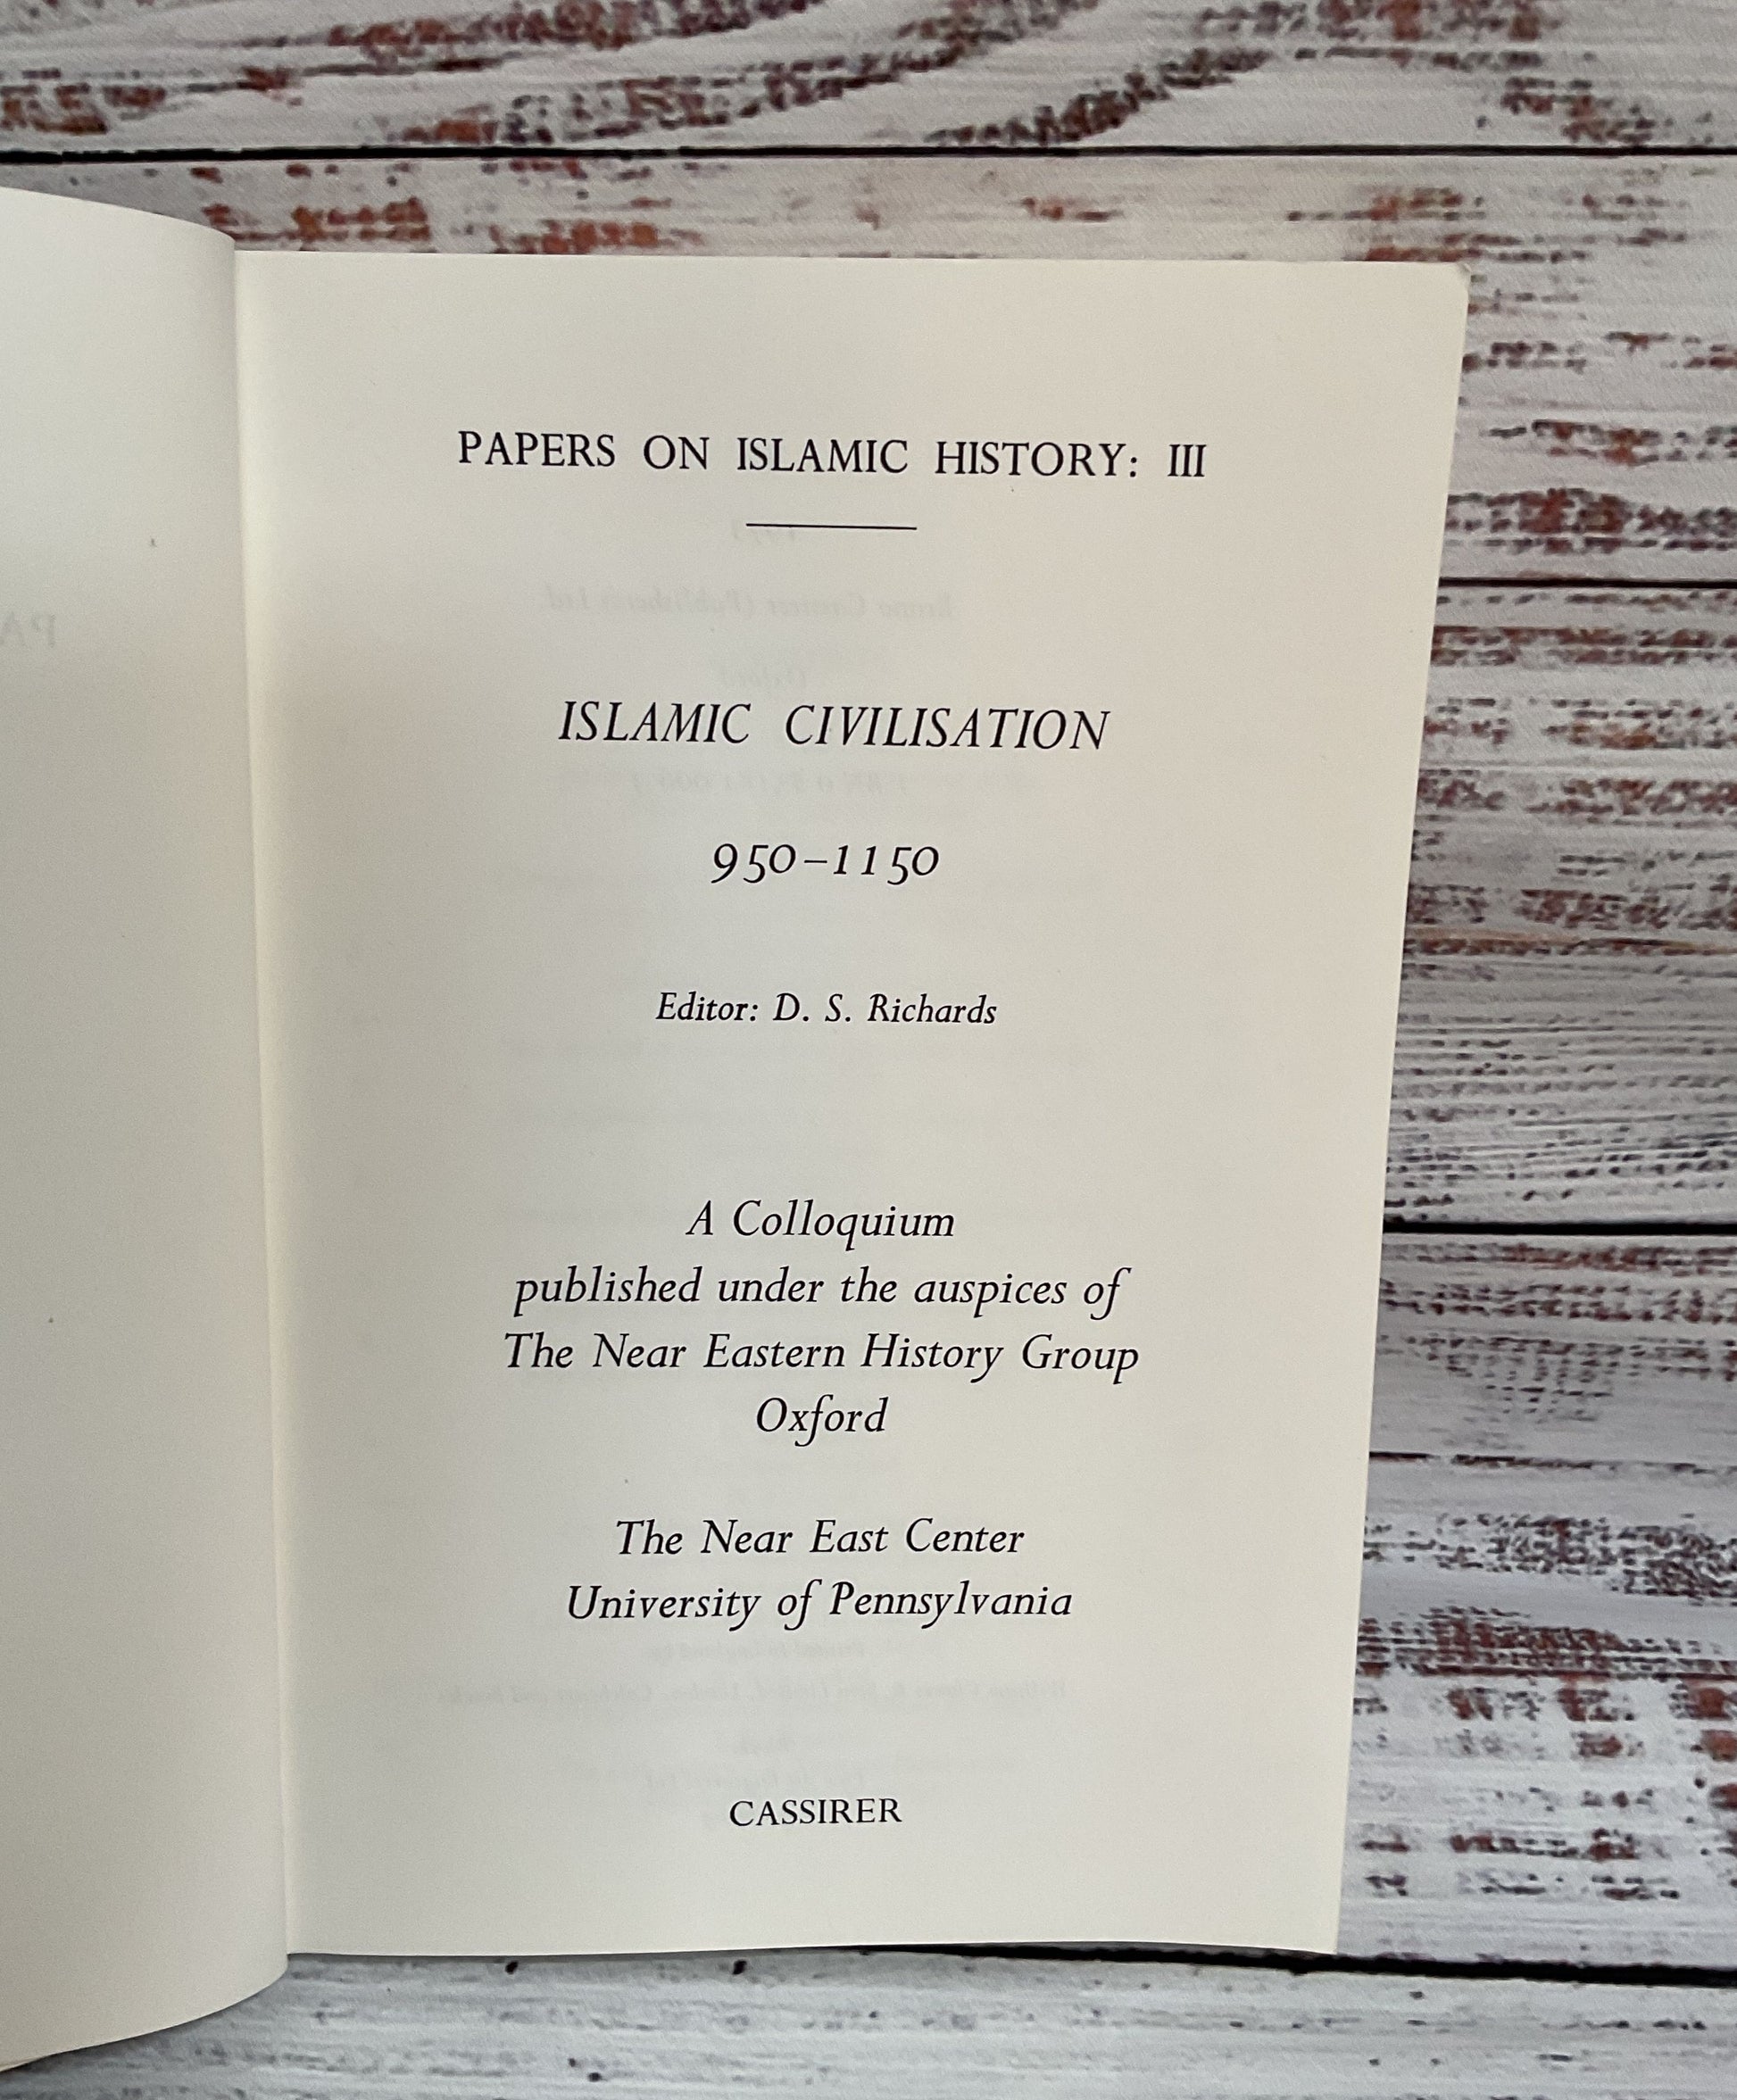 PAPERS ON ISLAMIC HISTORY: III
ISLAMIC CIVILISATION
950–1150
Editor: D. S. Richards
A Colloquium
published under the auspices of
The Near Eastern History Group
Oxford
The Near East Center
University of Pennsylvania
CASSIRER